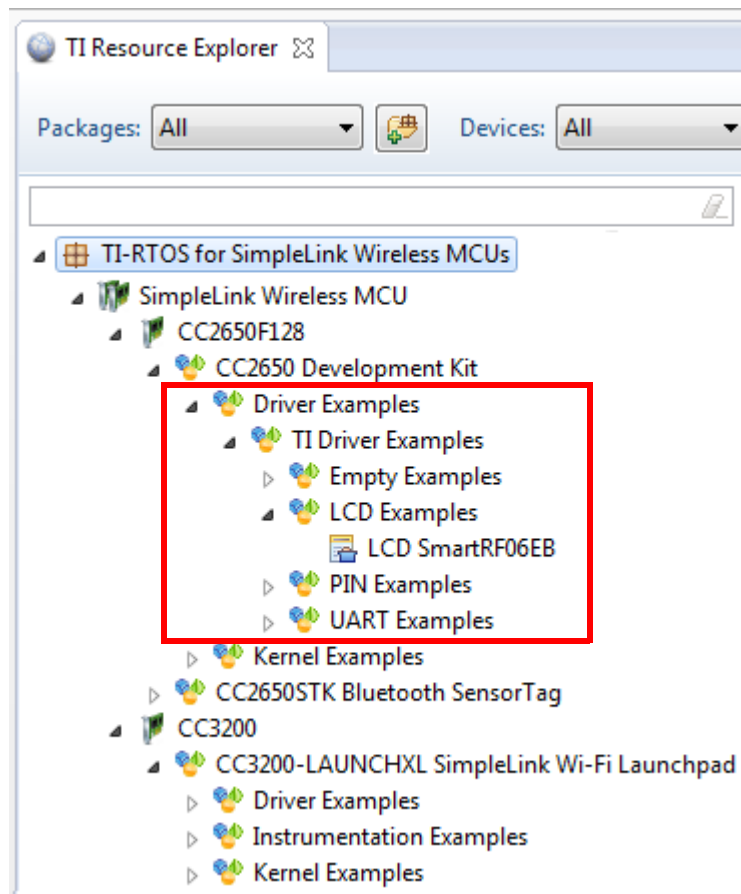 TI Resource Explorer
Packages: All Devices: All
TI-RTOS for SimpleLink Wireless MCUs
SimpleLink Wireless MCU
CC2650F128
CC2650 Development Kit
Driver Examples
TI Driver Examples
Empty Examples
LCD Examples
LCD SmartRF06EB
PIN Examples
UART Examples
Kernel Examples
CC2650STK Bluetooth SensorTag
CC3200
CC3200-LAUNCHXL SimpleLink Wi-Fi Launchpad
Driver Examples
Instrumentation Examples
Kernel Examples